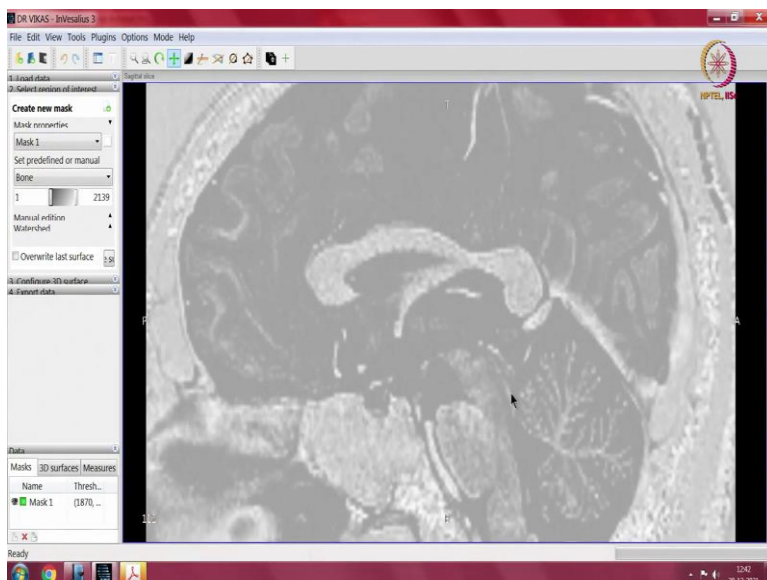 DR VIKAS - InVesalius 3
File Edit View Tools Plugins Options Mode Help
1. Load data
Sagital slice
NPTEL, IISc
2. Select region of interest
Create new mask
Mask properties
Mask 1
Set predefined or manual
Bone
1 2139
Manual edition
Watershed
Overwrite last surface
3. Configure 3D surface
4. Export data
Data
Masks 3D surfaces Measures
Name Thresh...
Mask 1 (1870, ...
Ready
12:42